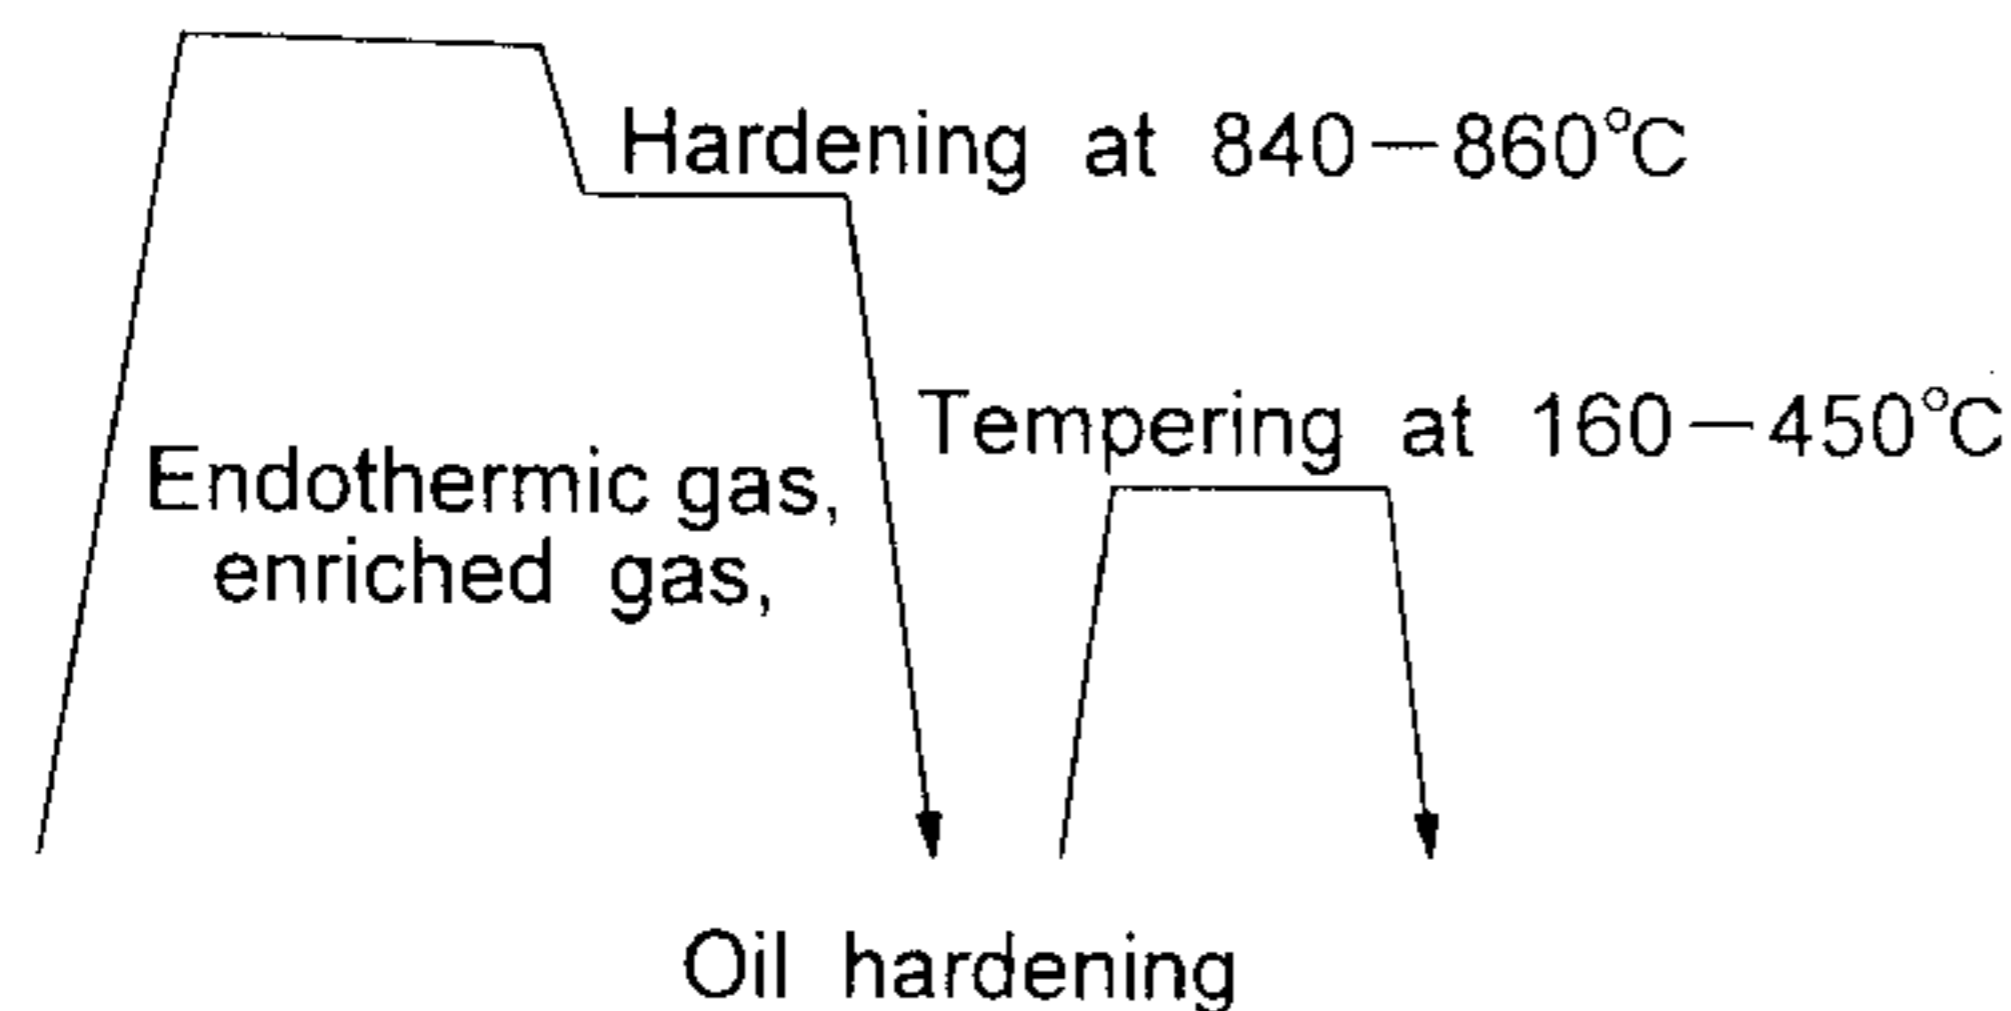 Hardening at 840−860°C
Tempering at 160−450°C
Endothermic gas,
enriched gas,
Oil hardening